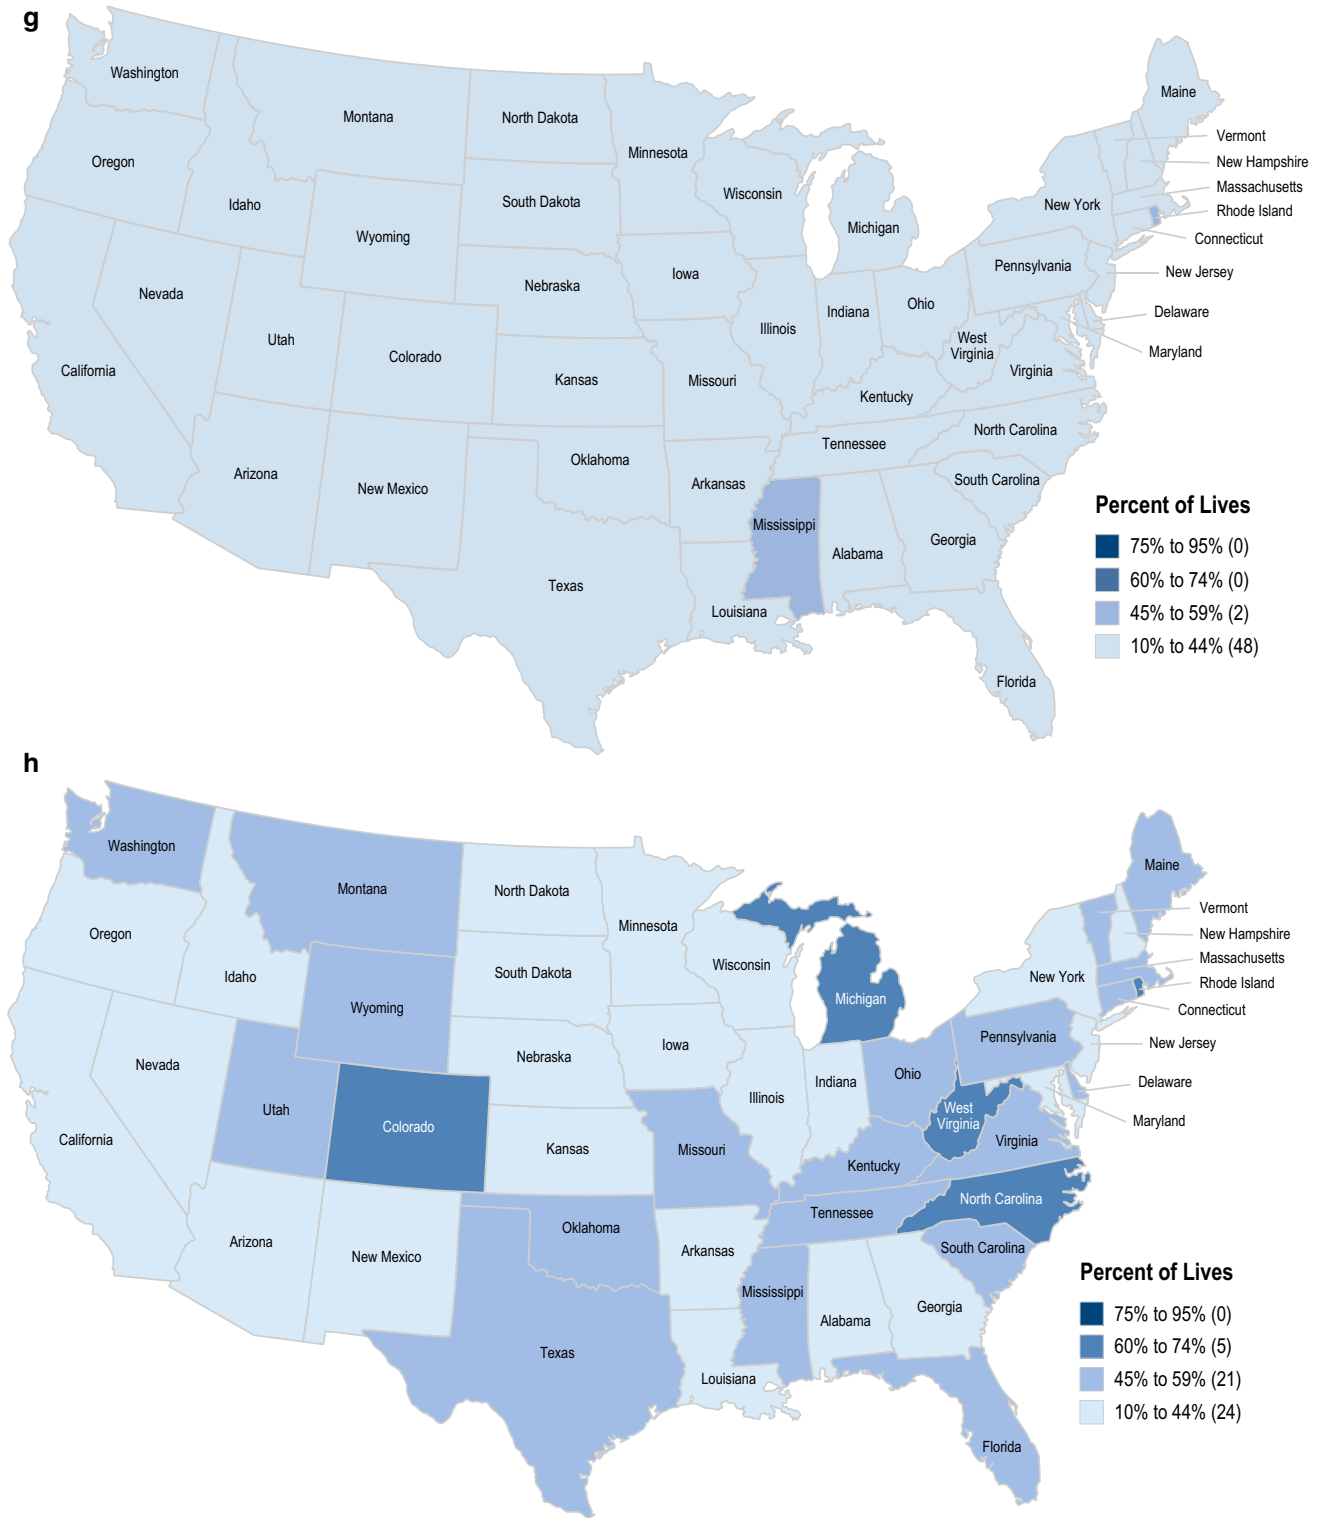 g
Washington
Montana
North Dakota
Minnesota
Maine
Vermont
New Hampshire
Massachusetts
Rhode Island
Connecticut
New Jersey
Delaware
Maryland
Oregon
Idaho
Wyoming
South Dakota
Wisconsin
Michigan
New York
Pennsylvania
Nevada
Utah
Colorado
Nebraska
Iowa
Illinois
Indiana
Ohio
West
Virginia
Virginia
California
Kansas
Missouri
Kentucky
Arizona
New Mexico
Oklahoma
Arkansas
Tennessee
North Carolina
South Carolina
Mississippi
Alabama
Georgia
Texas
Louisiana
Florida
Percent of Lives
75% to 95% (0)
60% to 74% (0)
45% to 59% (2)
10% to 44% (48)
h
Washington
Montana
North Dakota
Minnesota
Maine
Vermont
New Hampshire
Massachusetts
Rhode Island
Connecticut
New Jersey
Delaware
Maryland
Oregon
Idaho
Wyoming
South Dakota
Wisconsin
Michigan
New York
Pennsylvania
Nevada
Utah
Colorado
Nebraska
Iowa
Illinois
Indiana
Ohio
West
Virginia
Virginia
California
Kansas
Missouri
Kentucky
Arizona
New Mexico
Oklahoma
Arkansas
Tennessee
North Carolina
South Carolina
Mississippi
Alabama
Georgia
Texas
Louisiana
Florida
Percent of Lives
75% to 95% (0)
60% to 74% (5)
45% to 59% (21)
10% to 44% (24)